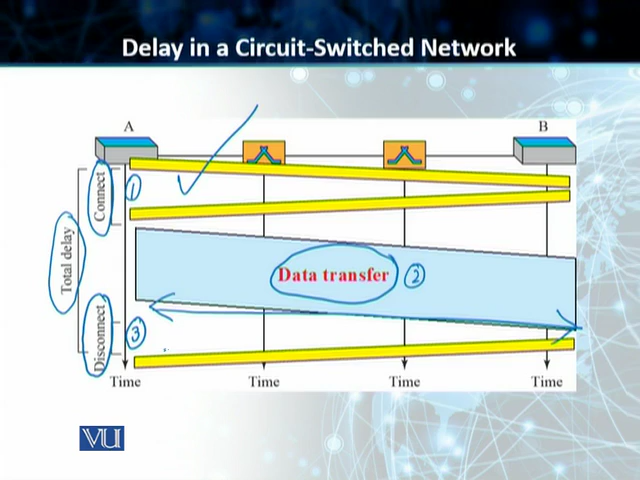 Delay in a Circuit-Switched Network
A
B
Connect
1
Total delay
Data transfer
2
Disconnect
3
Time
Time
Time
Time
VU